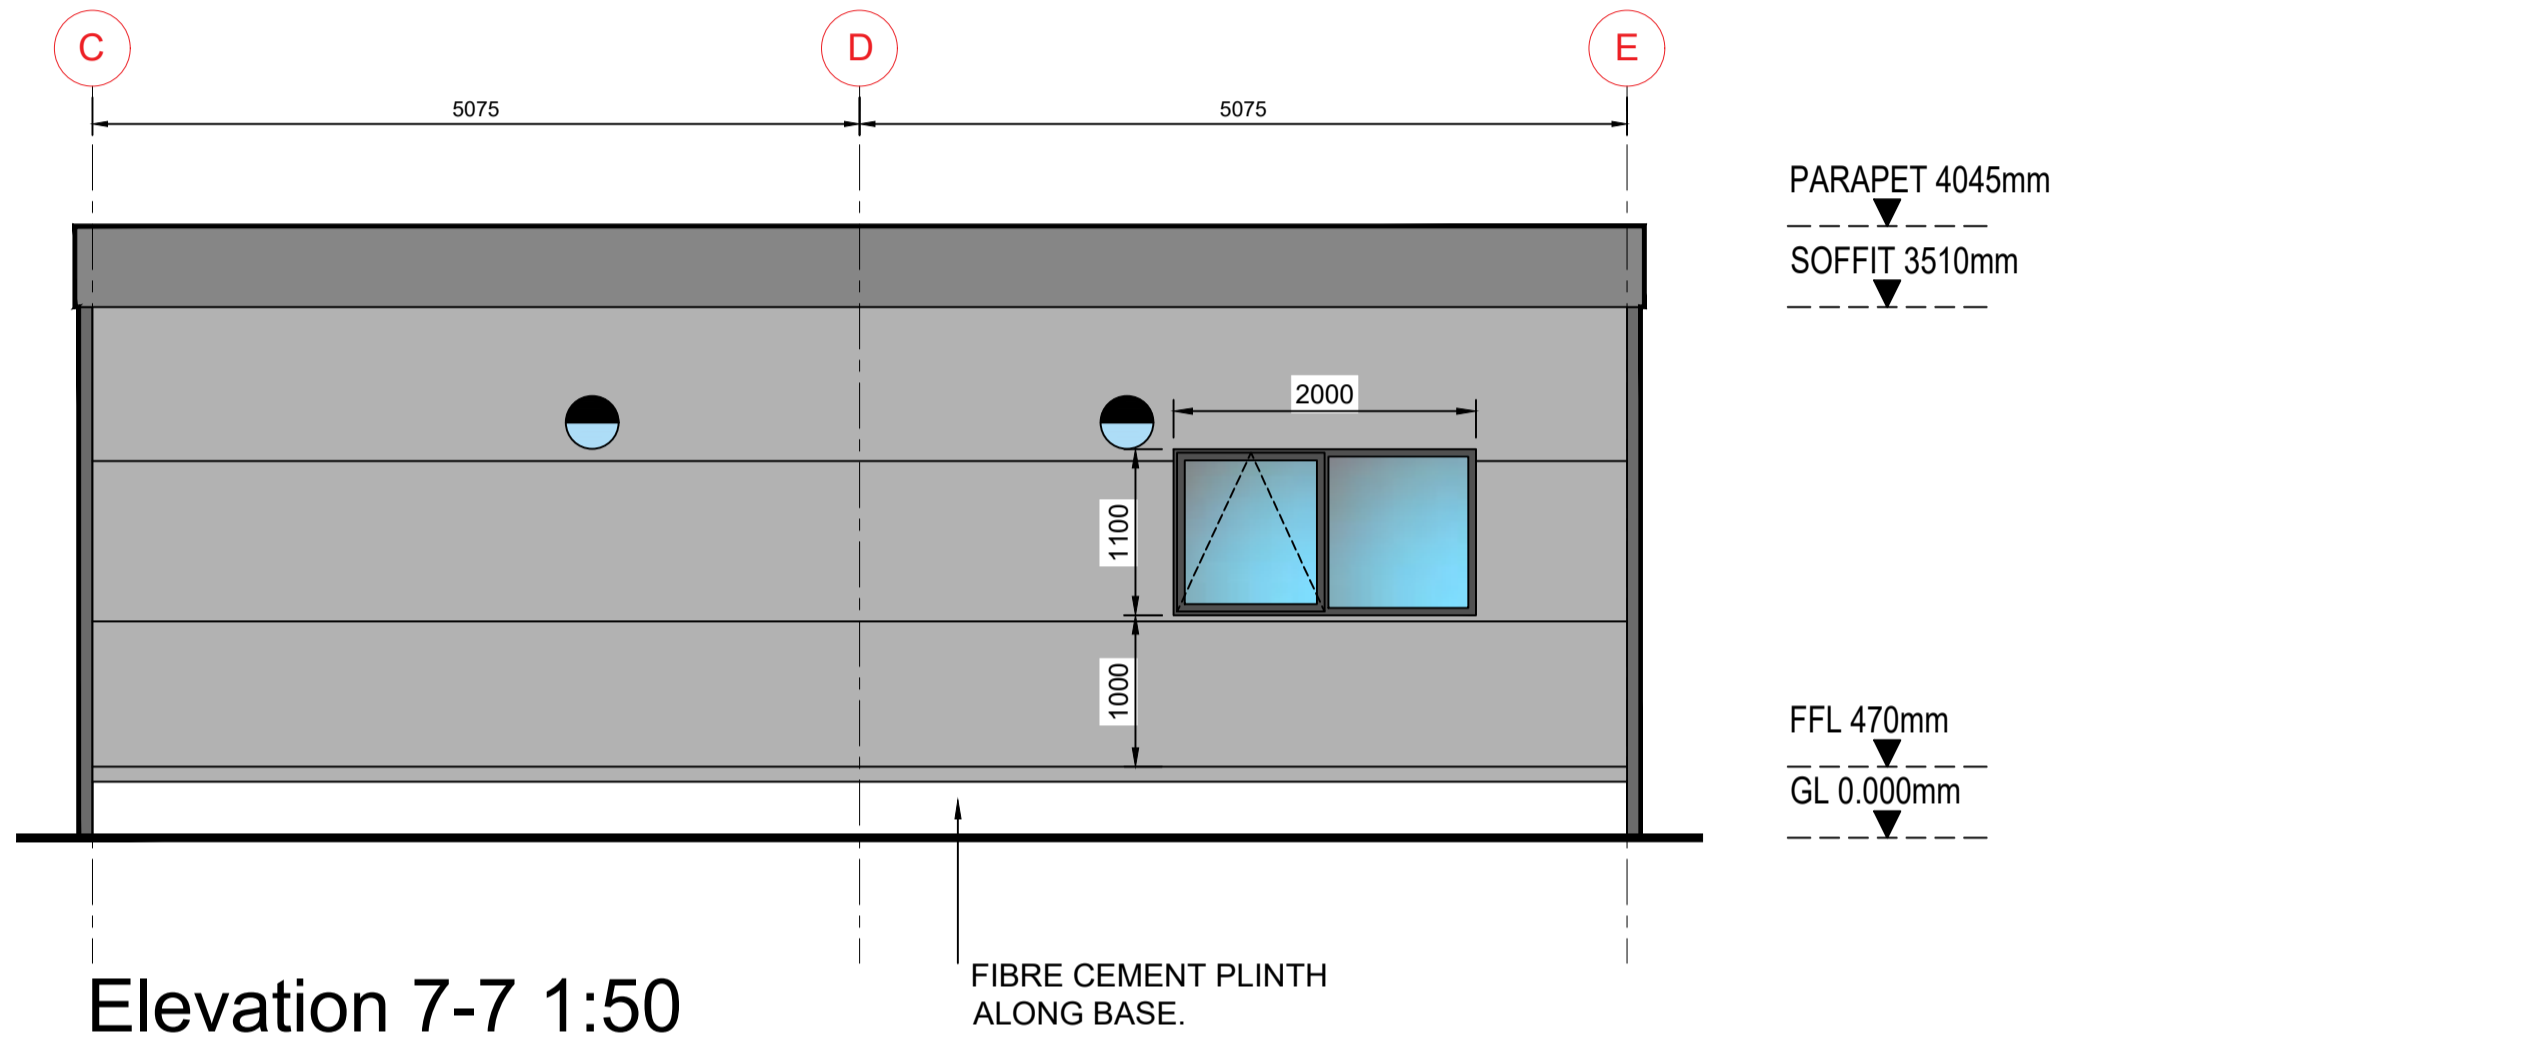 C D E
5075 5075
PARAPET 4045mm
SOFFIT 3510mm
2000
1100
1000
FFL 470mm
GL 0.000mm
FIBRE CEMENT PLINTH
ALONG BASE.
Elevation 7-7 1:50